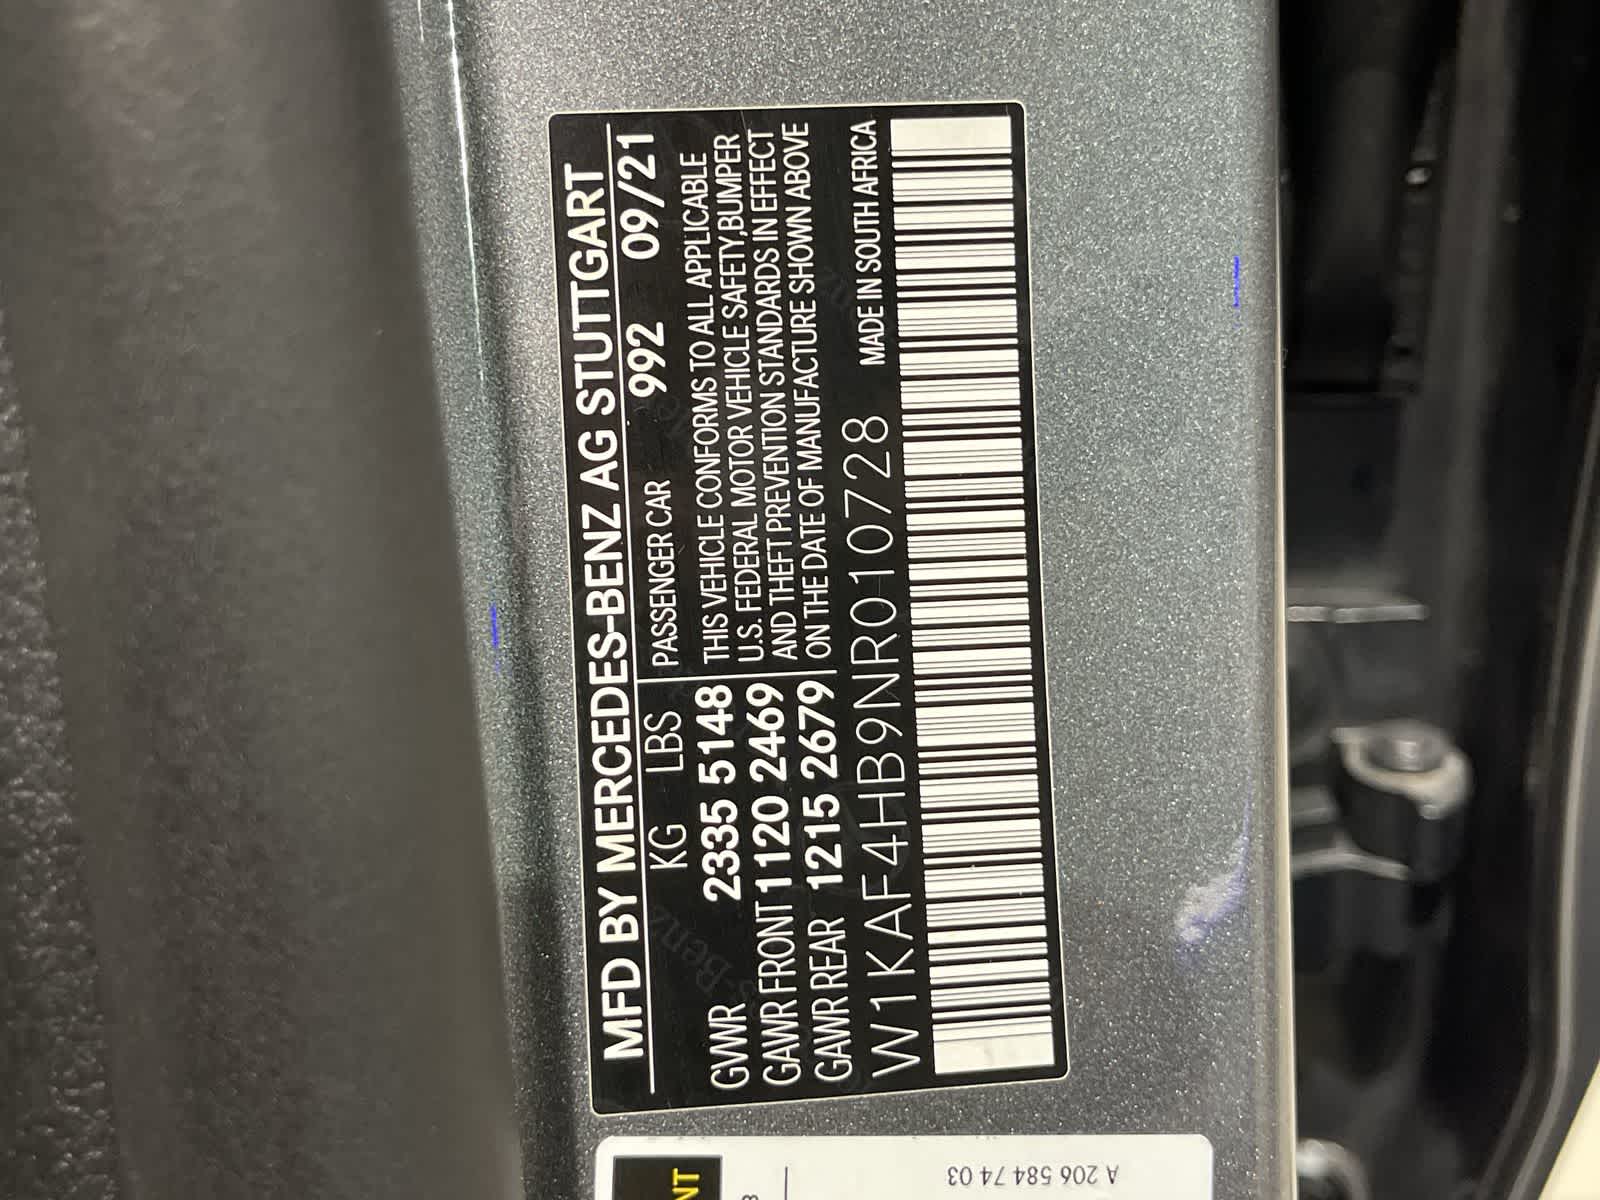 MFD BY MERCEDES-BENZ AG STUTTGART
KG LBS PASSENGER CAR 992 09/21
GVWR 2335 5148
GAWR FRONT 1120 2469
GAWR REAR 1215 2679
THIS VEHICLE CONFORMS TO ALL APPLICABLE
U.S. FEDERAL MOTOR VEHICLE SAFETY,BUMPER
AND THEFT PREVENTION STANDARDS IN EFFECT
ON THE DATE OF MANUFACTURE SHOWN ABOVE
W1KAF4HB9NR010728 MADE IN SOUTH AFRICA
A 206 584 74 03